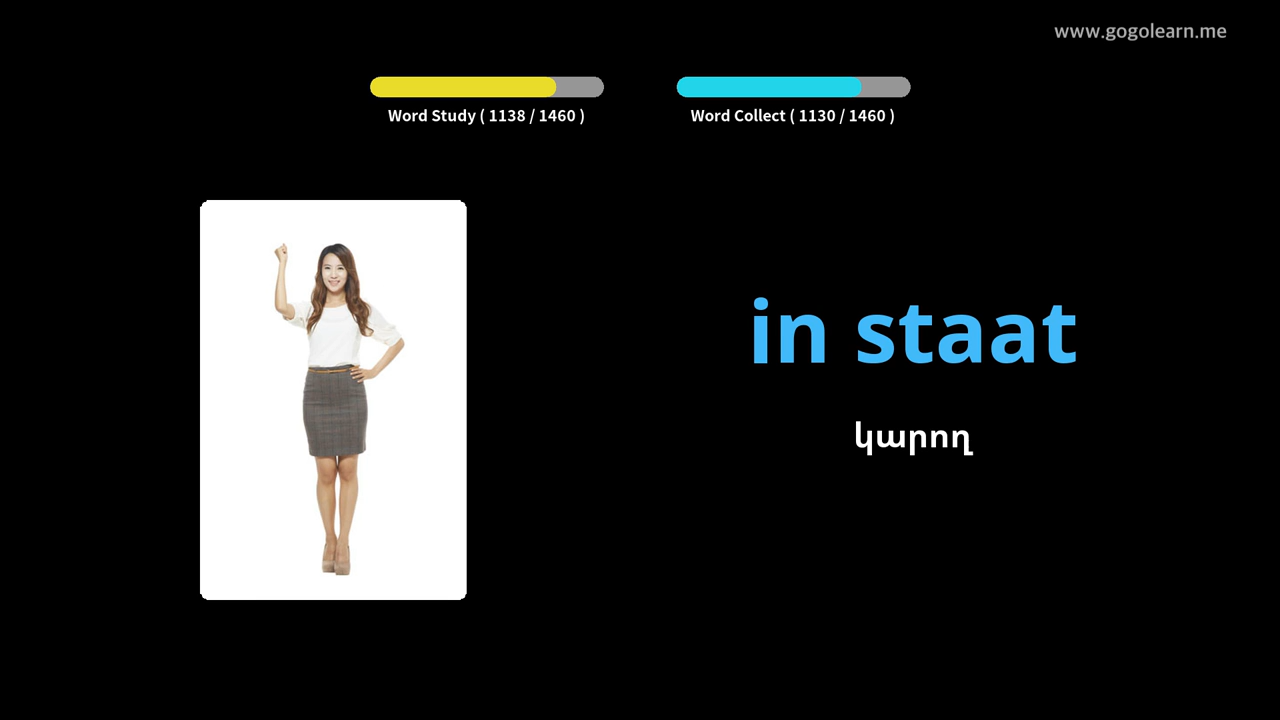 www.gogolearn.me
Word Study ( 1138 / 1460 )
Word Collect ( 1130 / 1460 )
in staat
կարող